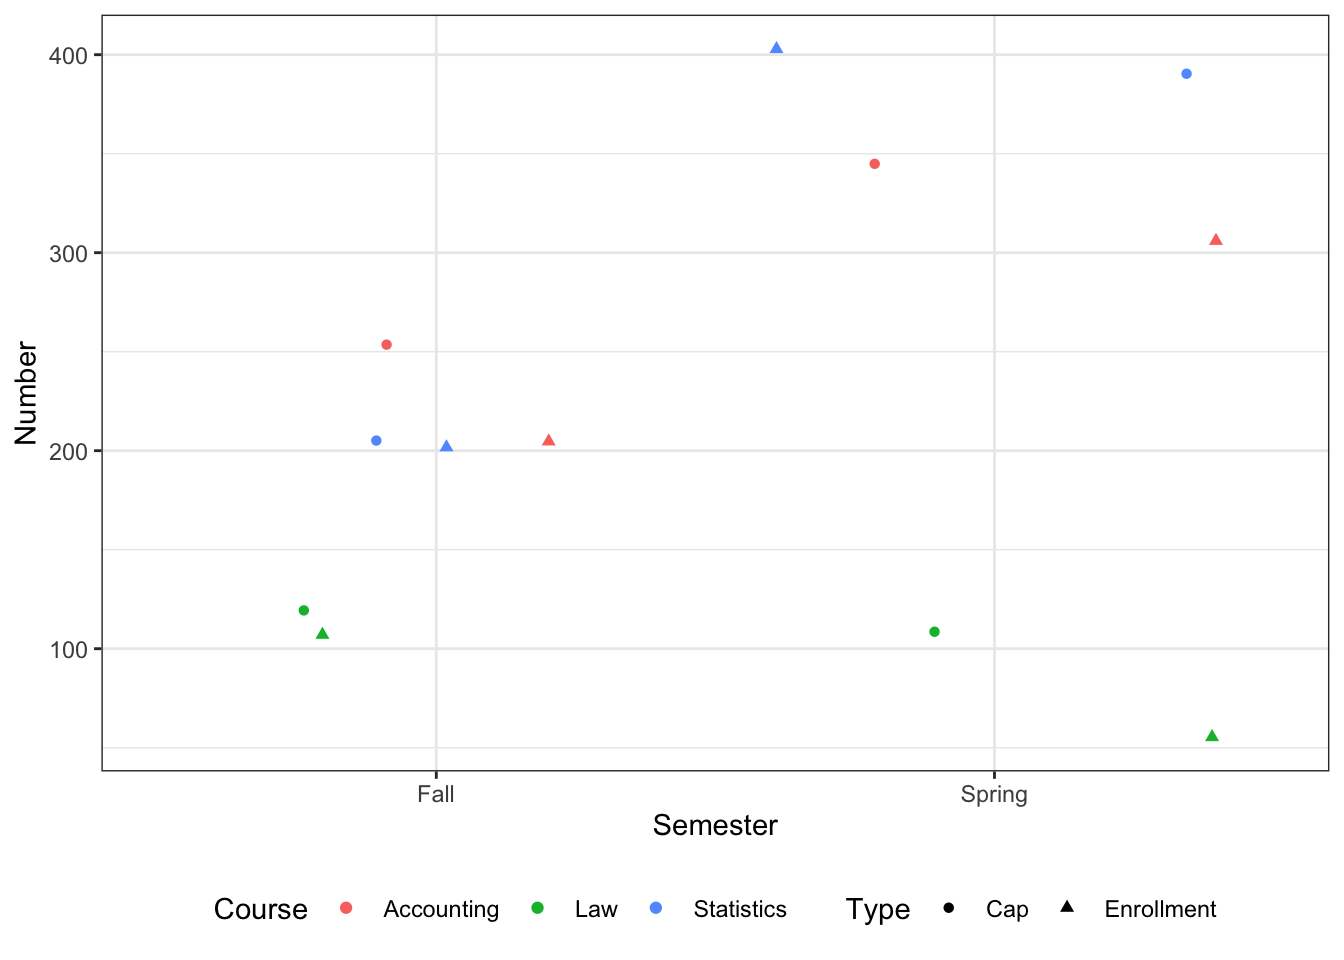 400
300
200
100
Number
Fall Spring
Semester
Course Accounting Law Statistics Type Cap Enrollment